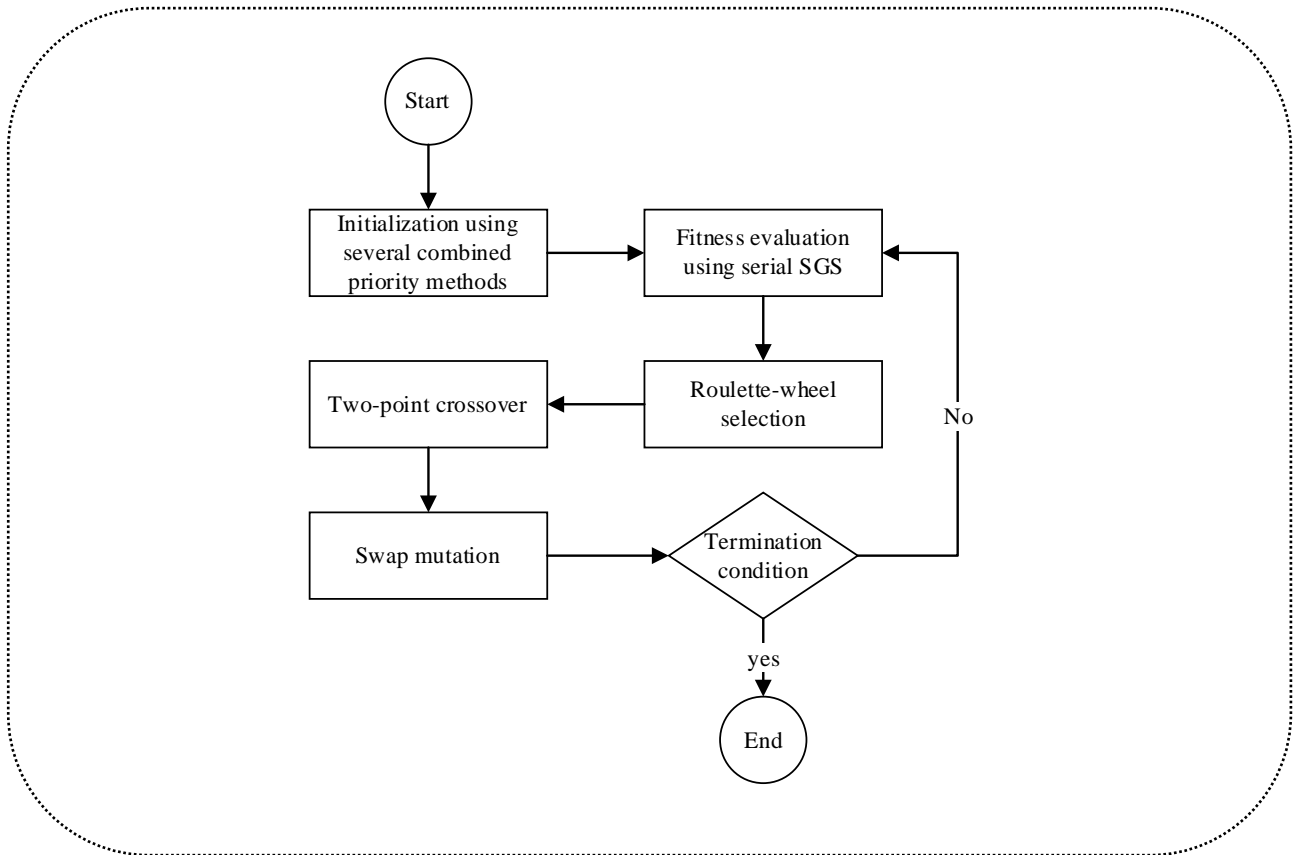 Start
Initialization using
several combined
priority methods
Fitness evaluation
using serial SGS
Two-point crossover
Roulette-wheel
selection
No
Swap mutation
Termination
condition
yes
End